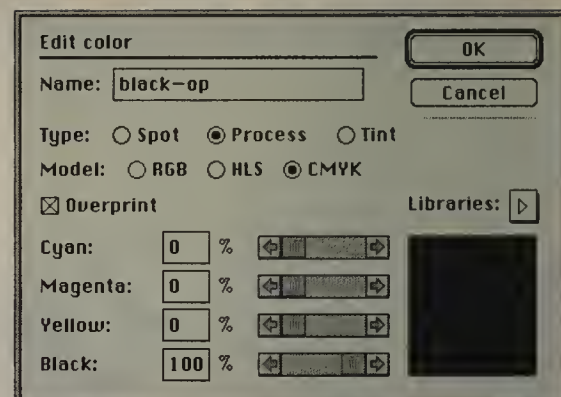 Edit color
OK
Name: black-op
Cancel
Type: Spot Process Tint
Model: RGB HLS CMYK
Overprint
Libraries:
Cyan: 0 %
Magenta: 0 %
Yellow: 0 %
Black: 100 %